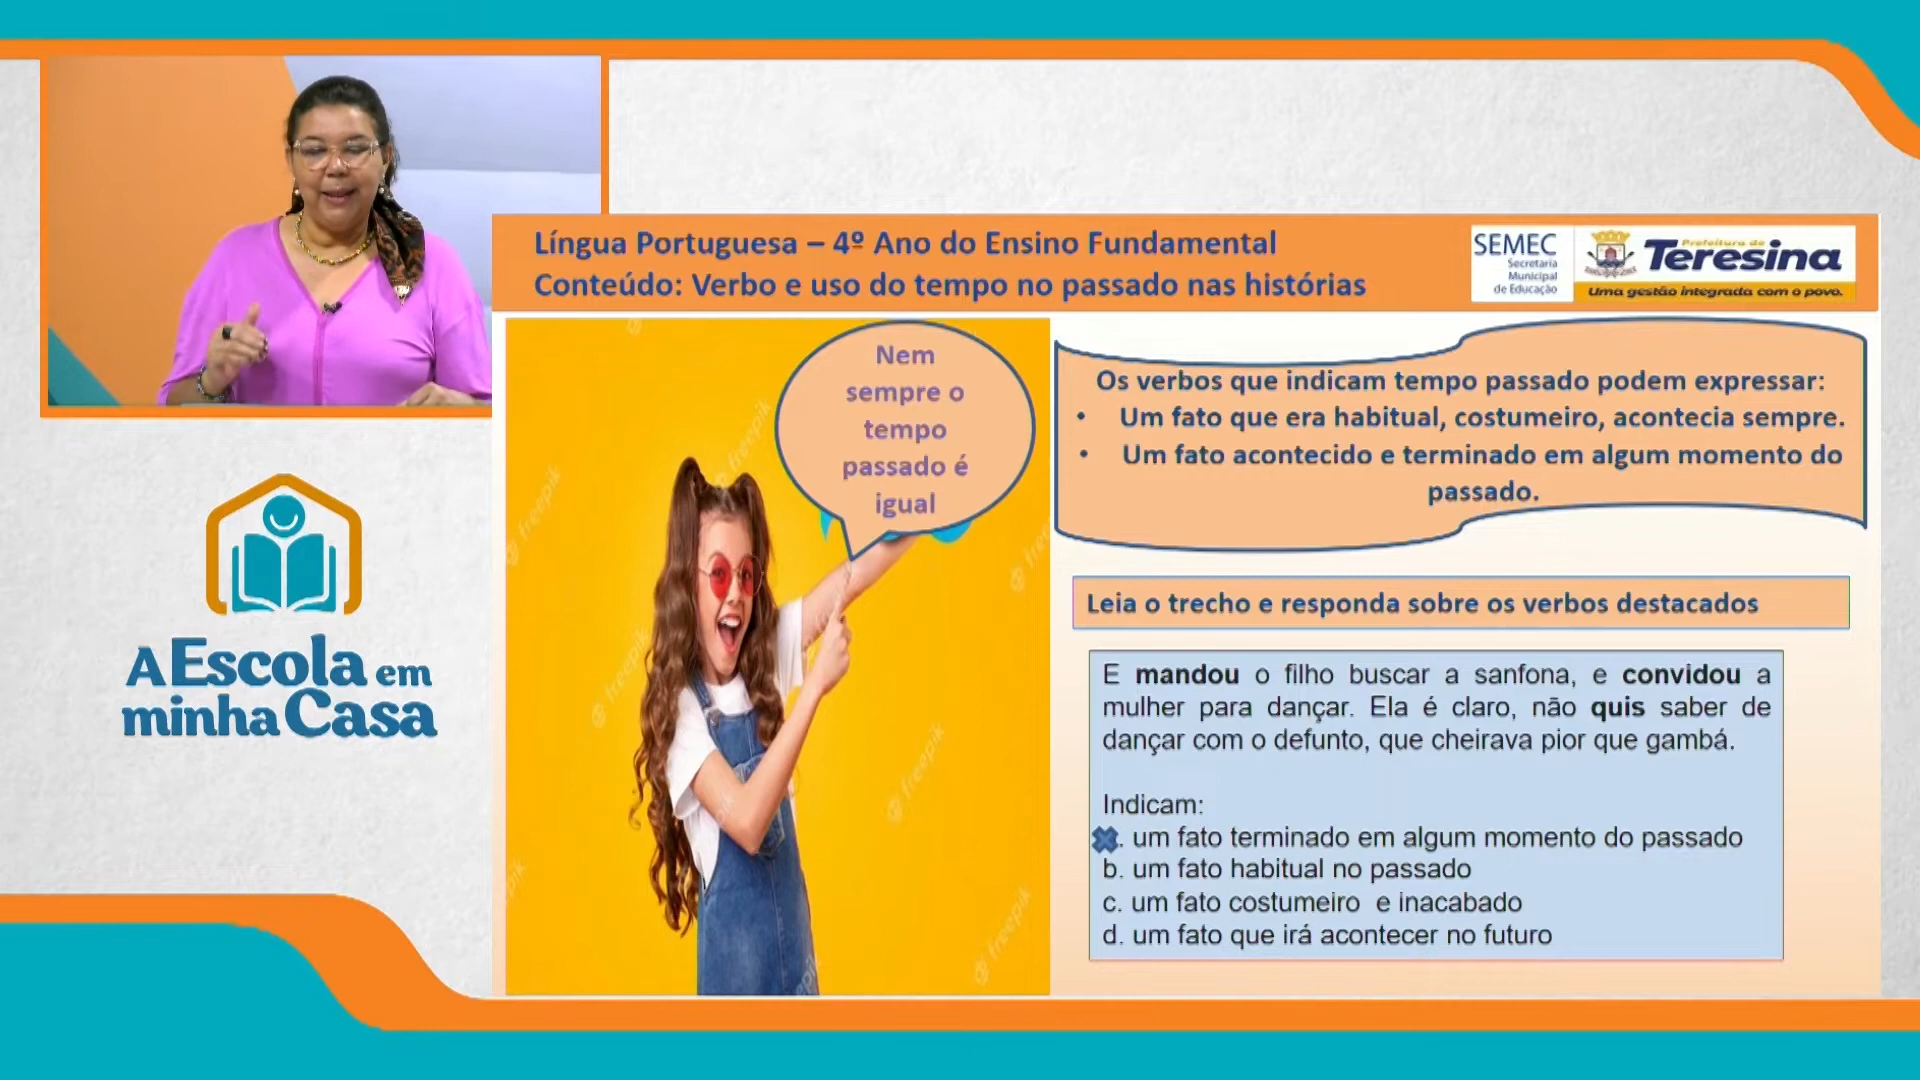 Língua Portuguesa – 4º Ano do Ensino Fundamental
Conteúdo: Verbo e uso do tempo no passado nas histórias
SEMEC
Secretaria
Municipal
de Educação
Prefeitura de
Teresina
Uma gestão integrada com o povo.
Nem
sempre o
tempo
passado é
igual
Os verbos que indicam tempo passado podem expressar:
• Um fato que era habitual, costumeiro, acontecia sempre.
• Um fato acontecido e terminado em algum momento do
passado.
Leia o trecho e responda sobre os verbos destacados
E mandou o filho buscar a sanfona, e convidou a
mulher para dançar. Ela é claro, não quis saber de
dançar com o defunto, que cheirava pior que gambá.
Indicam:
. um fato terminado em algum momento do passado
b. um fato habitual no passado
c. um fato costumeiro e inacabado
d. um fato que irá acontecer no futuro
A Escola em
minha Casa
freepik
freepik
freepik
freepik
freepik